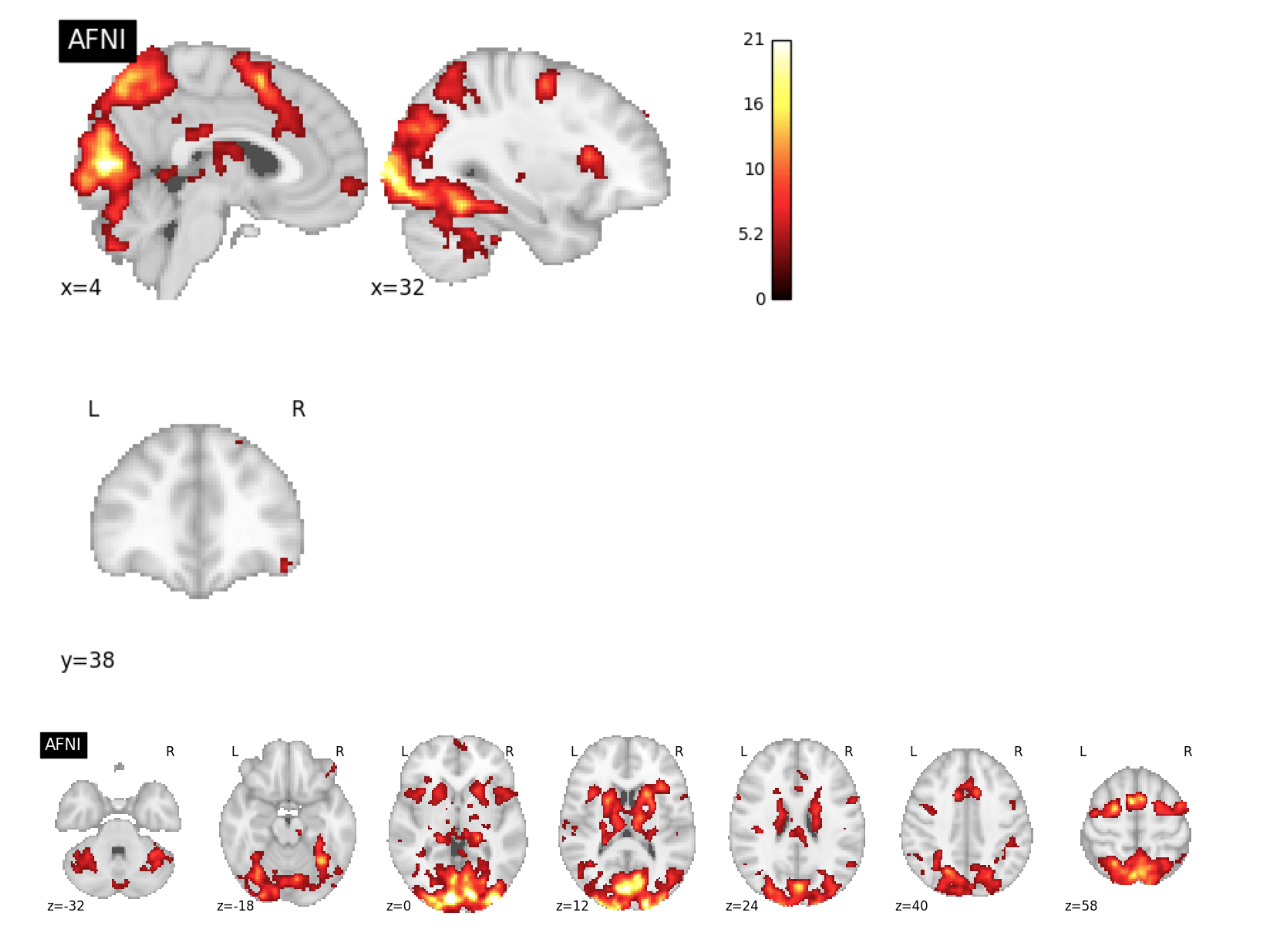 AFNI
21
16
10
5.2
0
x=4 x=32
L R
y=38
AFNI
R L R L R L R L R L R L R
z=-32 z=-18 z=0 z=12 z=24 z=40 z=58